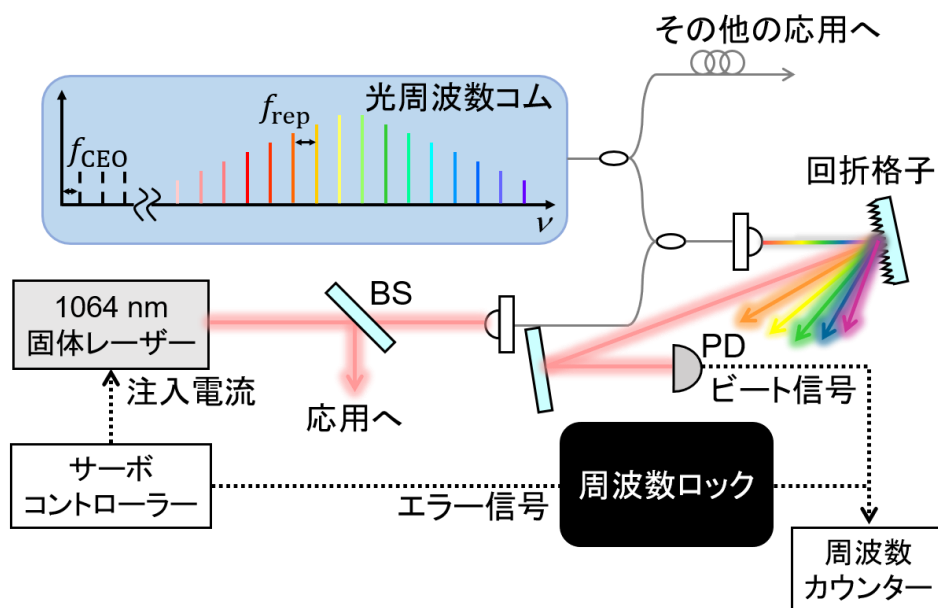 その他の応用へ
光周波数コム
f_rep
f_CEO
ν
回折格子
1064 nm
固体レーザー
BS
PD
ビート信号
注入電流
応用へ
サーボ
コントローラー
エラー信号
周波数ロック
周波数
カウンター